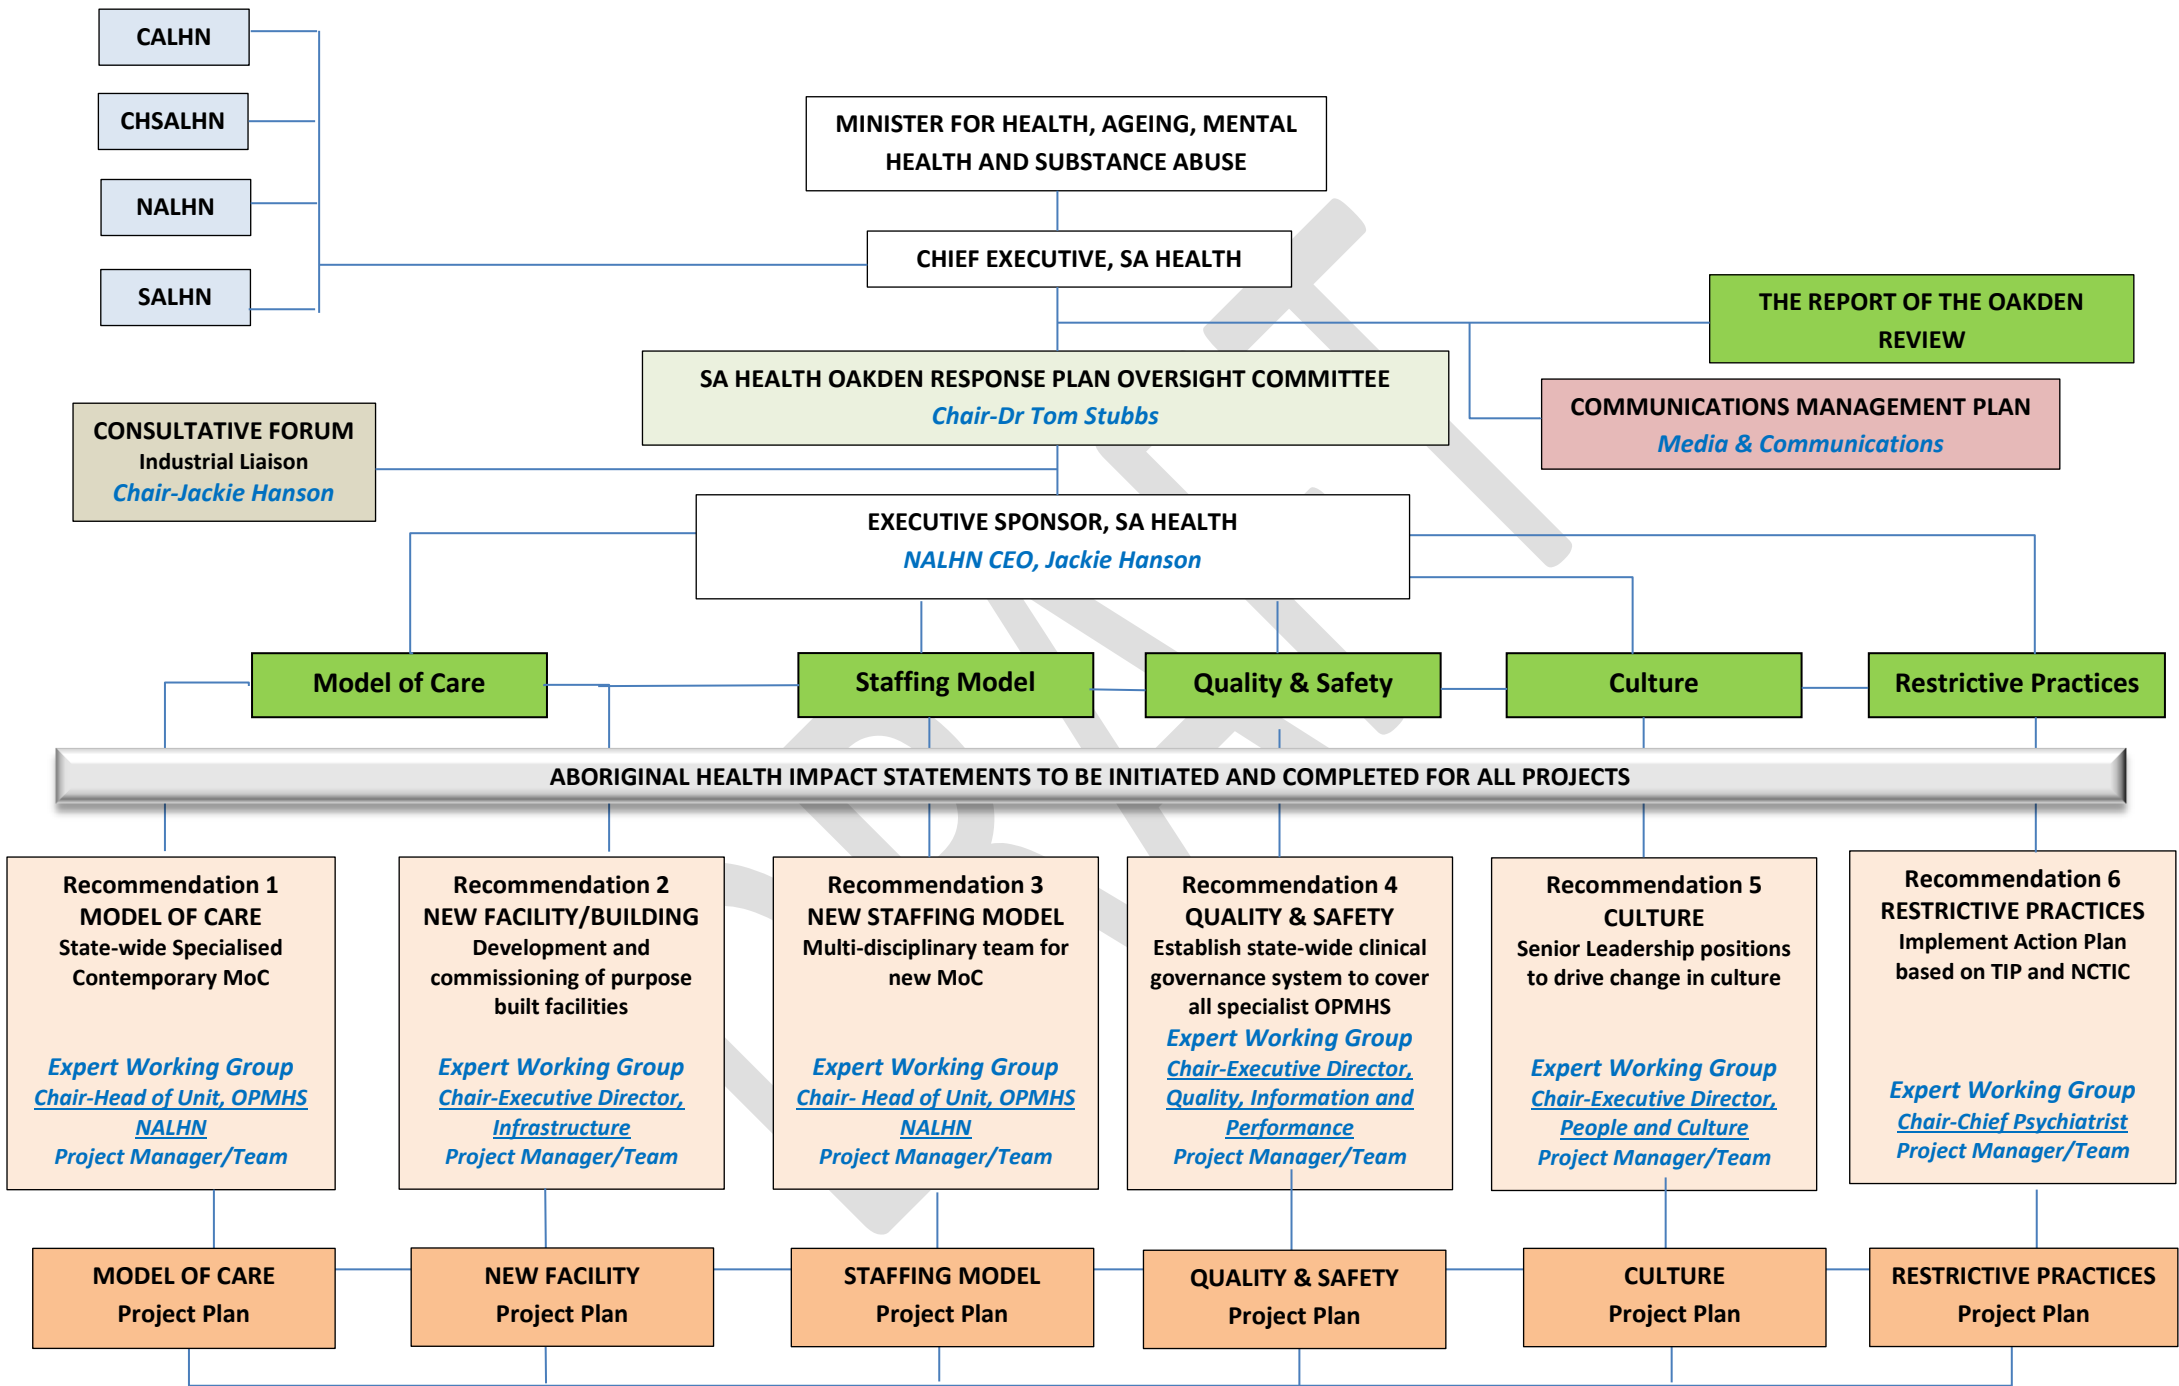 CALHN
CHSALHN
NALHN
SALHN
MINISTER FOR HEALTH, AGEING, MENTAL
HEALTH AND SUBSTANCE ABUSE
CHIEF EXECUTIVE, SA HEALTH
THE REPORT OF THE OAKDEN
REVIEW
SA HEALTH OAKDEN RESPONSE PLAN OVERSIGHT COMMITTEE
Chair-Dr Tom Stubbs
COMMUNICATIONS MANAGEMENT PLAN
Media & Communications
CONSULTATIVE FORUM
Industrial Liaison
Chair-Jackie Hanson
EXECUTIVE SPONSOR, SA HEALTH
NALHN CEO, Jackie Hanson
Model of Care
Staffing Model
Quality & Safety
Culture
Restrictive Practices
DRAFT
ABORIGINAL HEALTH IMPACT STATEMENTS TO BE INITIATED AND COMPLETED FOR ALL PROJECTS
Recommendation 1
MODEL OF CARE
State-wide Specialised
Contemporary MoC
Expert Working Group
Chair-Head of Unit, OPMHS
NALHN
Project Manager/Team
Recommendation 2
NEW FACILITY/BUILDING
Development and
commissioning of purpose
built facilities
Expert Working Group
Chair-Executive Director,
Infrastructure
Project Manager/Team
Recommendation 3
NEW STAFFING MODEL
Multi-disciplinary team for
new MoC
Expert Working Group
Chair- Head of Unit, OPMHS
NALHN
Project Manager/Team
Recommendation 4
QUALITY & SAFETY
Establish state-wide clinical
governance system to cover
all specialist OPMHS
Expert Working Group
Chair-Executive Director,
Quality, Information and
Performance
Project Manager/Team
Recommendation 5
CULTURE
Senior Leadership positions
to drive change in culture
Expert Working Group
Chair-Executive Director,
People and Culture
Project Manager/Team
Recommendation 6
RESTRICTIVE PRACTICES
Implement Action Plan
based on TIP and NCTIC
Expert Working Group
Chair-Chief Psychiatrist
Project Manager/Team
MODEL OF CARE
Project Plan
NEW FACILITY
Project Plan
STAFFING MODEL
Project Plan
QUALITY & SAFETY
Project Plan
CULTURE
Project Plan
RESTRICTIVE PRACTICES
Project Plan